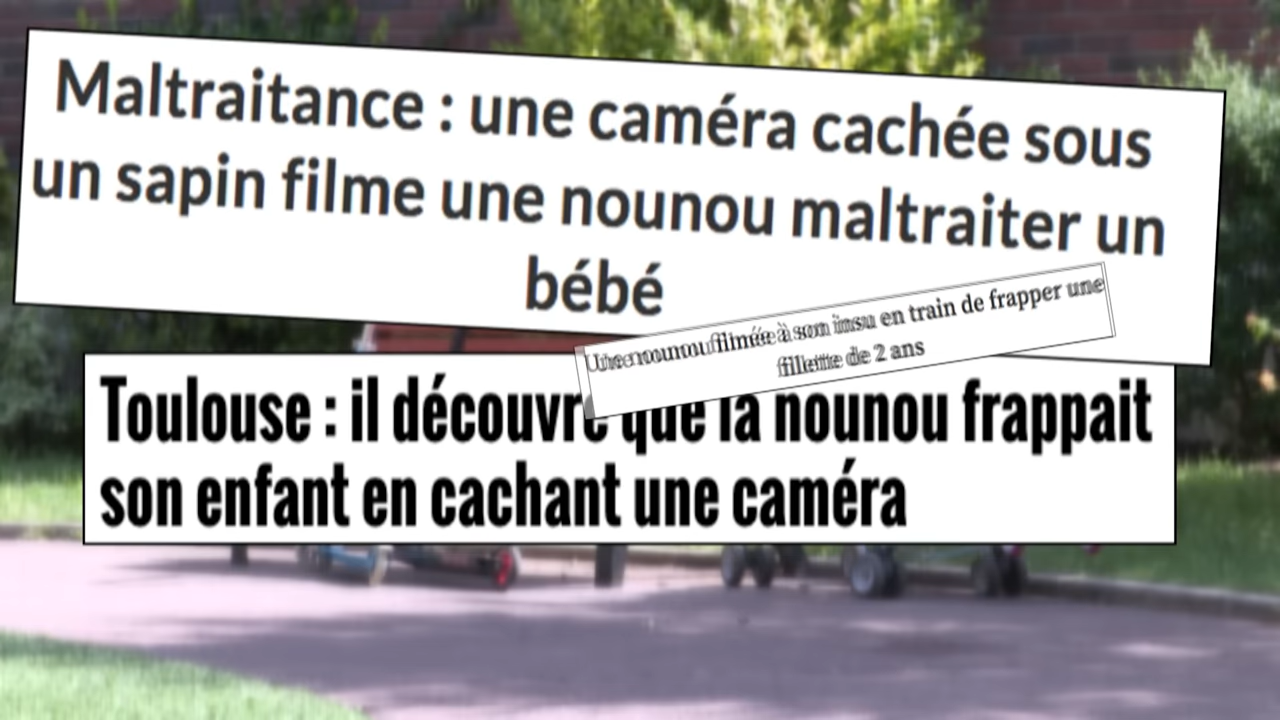 Maltraitance : une caméra cachée sous
un sapin filme une nounou maltraiter un
bébé
Une nounou filmée à son insu en train de frapper une
fillette de 2 ans
Toulouse : il découvre que la nounou frappait
son enfant en cachant une caméra